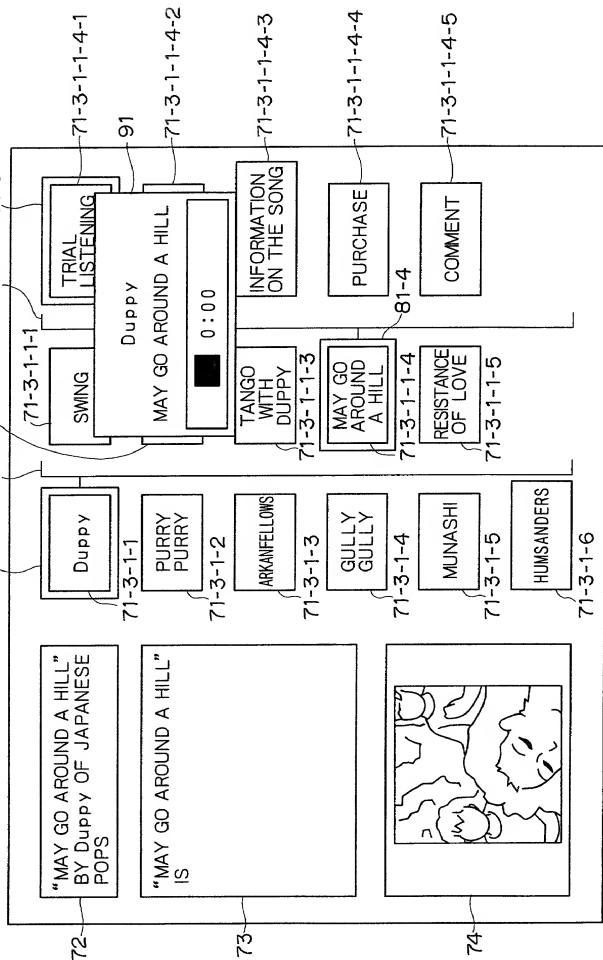 71-3-1-1-4-1
71-3-1-1-4-2
91
71-3-1-1-4-3
71-3-1-1-4-4
71-3-1-1-4-5
TRIAL
LISTENING
INFORMATION
ON THE SONG
PURCHASE
COMMENT
81-4
Duppy
MAY GO AROUND A HILL
0:00
71-3-1-1-1
SWING
TANGO
WITH
DUPPY
71-3-1-1-3
MAY GO
AROUND
A HILL
71-3-1-1-4
RESISTANCE
OF LOVE
71-3-1-1-5
Duppy
71-3-1-1
PURRY
PURRY
71-3-1-2
ARKANFELLOWS
71-3-1-3
GULLY
GULLY
71-3-1-4
MUNASHI
71-3-1-5
HUMSANDERS
71-3-1-6
"MAY GO AROUND A HILL"
BY Duppy OF JAPANESE
POPS
72
"MAY GO AROUND A HILL"
IS
73
74